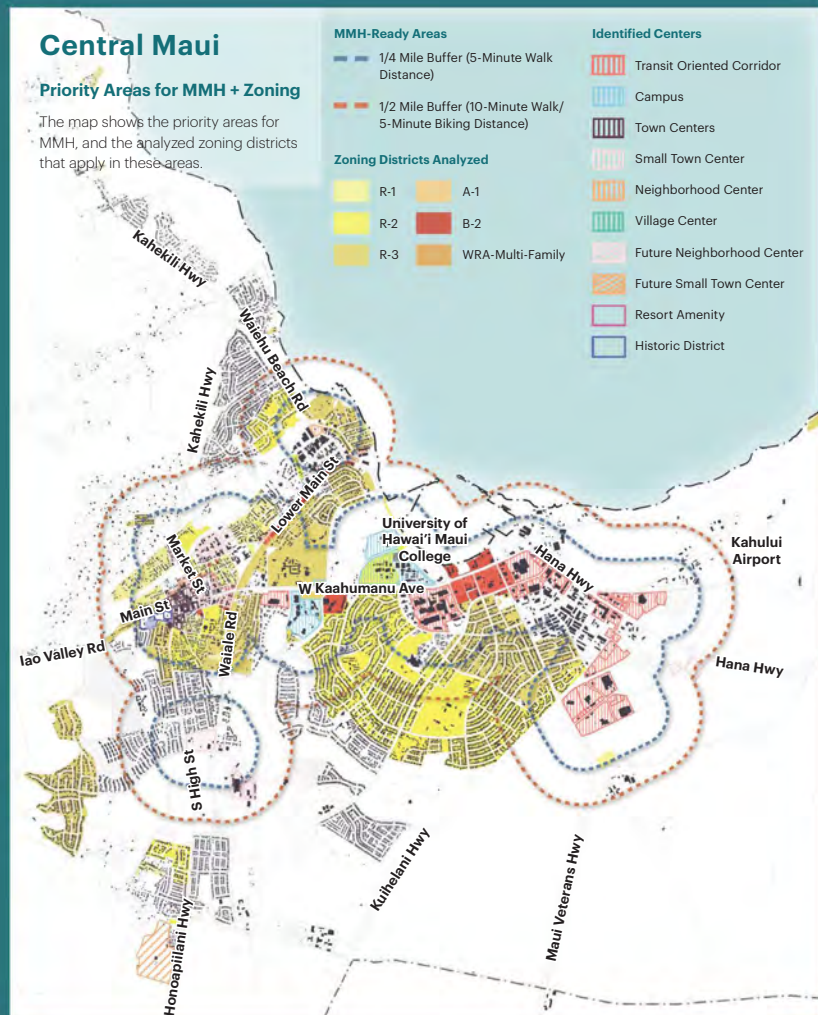 Central Maui
Priority Areas for MMH + Zoning
The map shows the priority areas for
MMH, and the analyzed zoning districts
that apply in these areas.
MMH-Ready Areas
1/4 Mile Buffer (5-Minute Walk
Distance)
1/2 Mile Buffer (10-Minute Walk/
5-Minute Biking Distance)
Zoning Districts Analyzed
R-1
A-1
R-2
B-2
R-3
WRA-Multi-Family
Identified Centers
Transit Oriented Corridor
Campus
Town Centers
Small Town Center
Neighborhood Center
Village Center
Future Neighborhood Center
Future Small Town Center
Resort Amenity
Historic District
Kahekili Hwy
Waiehu Beach Rd
Kahekili Hwy
Lower Main St
University of
Hawai'i Maui
College
Hana Hwy
Kahului
Airport
Market St
W Kaahumanu Ave
Main St
Waiale Rd
Iao Valley Rd
Hana Hwy
S High St
Kuihelani Hwy
Maui Veterans Hwy
Honoapiilani Hwy